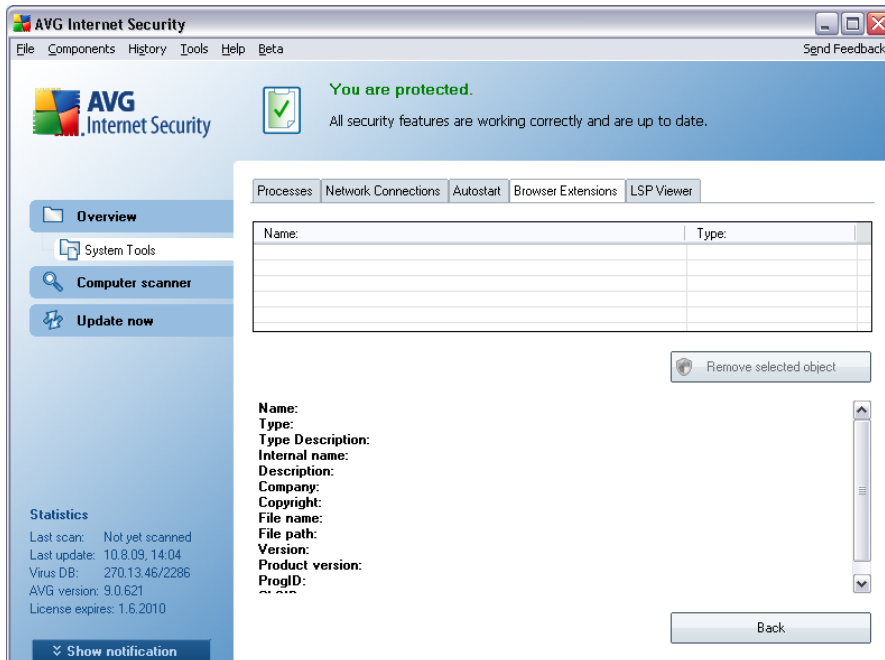 AVG Internet Security
File Components History Tools Help Beta Send Feedback
AVG
Internet Security
You are protected.
All security features are working correctly and are up to date.
Processes Network Connections Autostart Browser Extensions LSP Viewer
Overview
System Tools
Computer scanner
Update now
Name: Type:
Remove selected object
Name:
Type:
Type Description:
Internal name:
Description:
Company:
Copyright:
File name:
File path:
Version:
Product version:
ProgID:
Statistics
Last scan: Not yet scanned
Last update: 10.8.09, 14:04
Virus DB: 270.13.46/2286
AVG version: 9.0.621
License expires: 1.6.2010
Show notification
Back